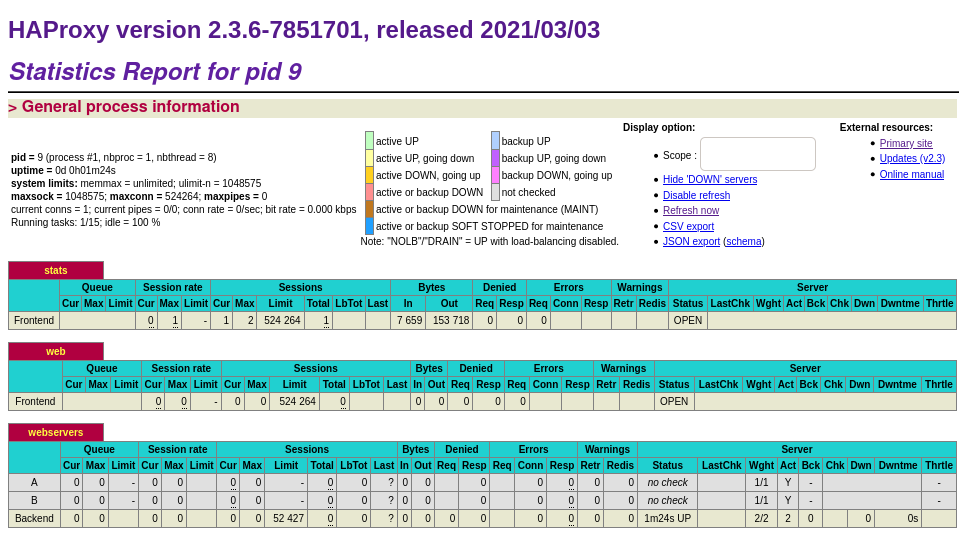 HAProxy version 2.3.6-7851701, released 2021/03/03
Statistics Report for pid 9
> General process information
pid = 9 (process #1, nbproc = 1, nbthread = 8)
uptime = 0d 0h01m24s
system limits: memmax = unlimited; ulimit-n = 1048575
maxsock = 1048575; maxconn = 524264; maxpipes = 0
current conns = 1; current pipes = 0/0; conn rate = 0/sec; bit rate = 0.000 kbps
Running tasks: 1/15; idle = 100 %
active UP backup UP
active UP, going down backup UP, going down
active DOWN, going up backup DOWN, going up
active or backup DOWN not checked
active or backup DOWN for maintenance (MAINT)
active or backup SOFT STOPPED for maintenance
Note: "NOLB"/"DRAIN" = UP with load-balancing disabled.
Display option:
● Scope :
● Hide 'DOWN' servers
● Disable refresh
● Refresh now
● CSV export
● JSON export (schema)
External resources:
● Primary site
● Updates (v2.3)
● Online manual
stats
Queue Session rate Sessions Bytes Denied Errors Warnings Server
Cur Max Limit Cur Max Limit Cur Max Limit Total LbTot Last In Out Req Resp Req Conn Resp Retr Redis Status LastChk Wght Act Bck Chk Dwn Dwntme Thrtle
Frontend 0 1 - 1 2 524 264 1 7 659 153 718 0 0 0 OPEN
web
Queue Session rate Sessions Bytes Denied Errors Warnings Server
Cur Max Limit Cur Max Limit Cur Max Limit Total LbTot Last In Out Req Resp Req Conn Resp Retr Redis Status LastChk Wght Act Bck Chk Dwn Dwntme Thrtle
Frontend 0 0 - 0 0 524 264 0 0 0 0 0 0 OPEN
webservers
Queue Session rate Sessions Bytes Denied Errors Warnings Server
Cur Max Limit Cur Max Limit Cur Max Limit Total LbTot Last In Out Req Resp Req Conn Resp Retr Redis Status LastChk Wght Act Bck Chk Dwn Dwntme Thrtle
A 0 0 - 0 0 0 0 - 0 0 ? 0 0 0 0 0 0 0 no check 1/1 Y - -
B 0 0 - 0 0 0 0 - 0 0 ? 0 0 0 0 0 0 0 no check 1/1 Y - -
Backend 0 0 0 0 0 0 52 427 0 0 ? 0 0 0 0 0 0 0 0 1m24s UP 2/2 2 0 0 0s